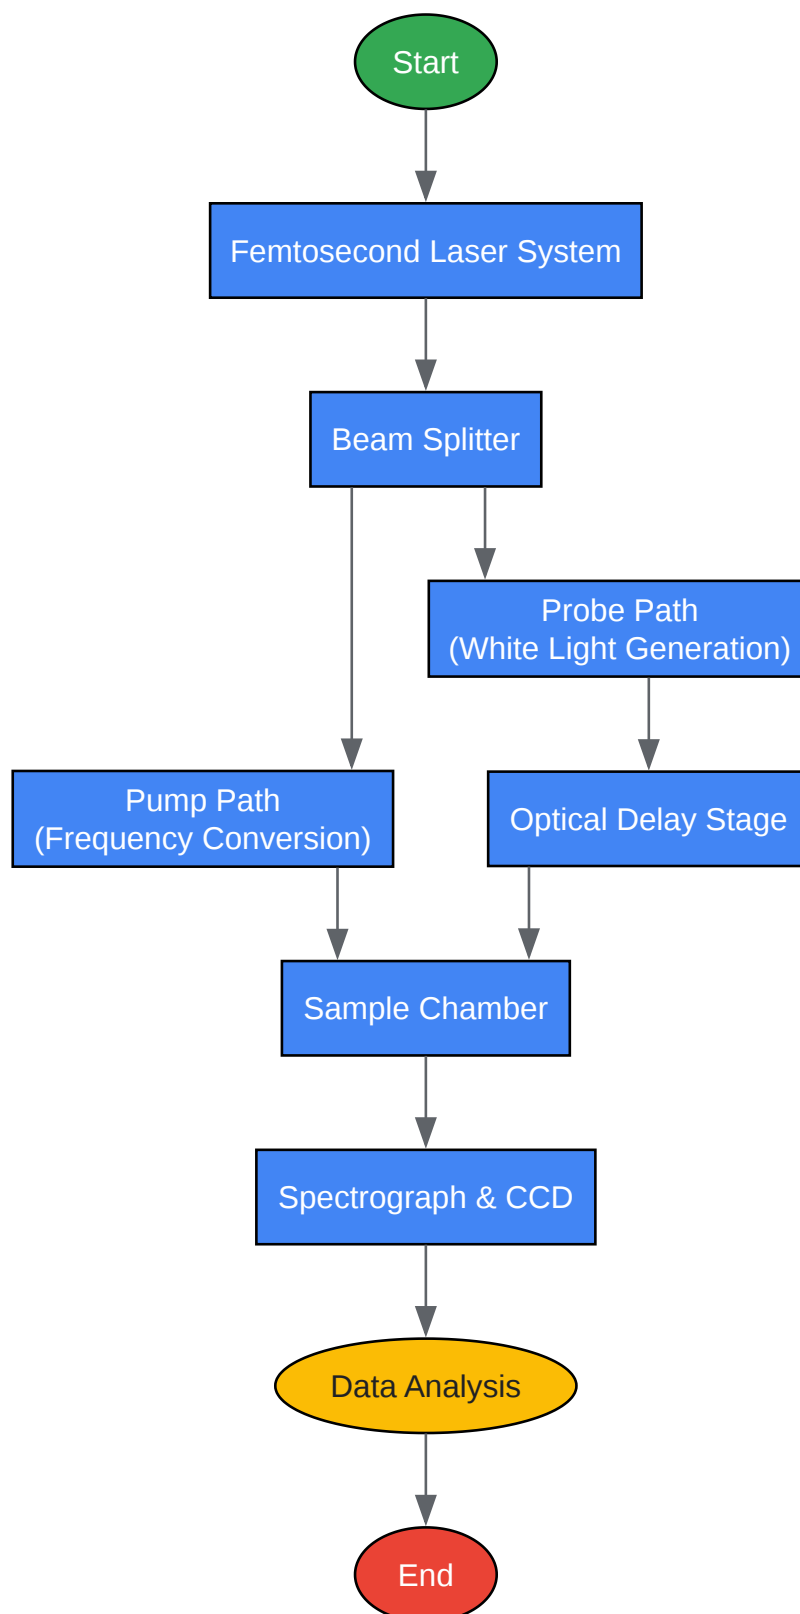 Start
Femtosecond Laser System
Beam Splitter
Probe Path
(White Light Generation)
Pump Path
(Frequency Conversion)
Optical Delay Stage
Sample Chamber
Spectrograph & CCD
Data Analysis
End